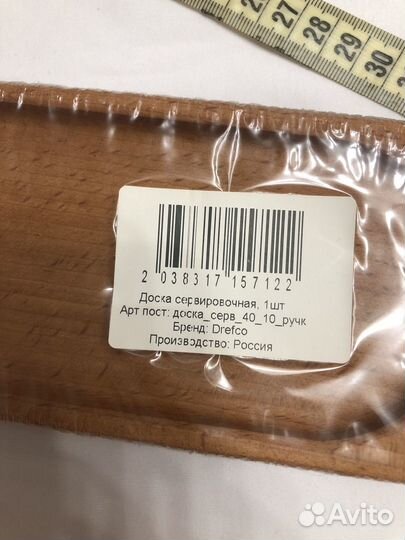 27 28 29 30
2 038317 157122
Доска сервировочная, 1шт
Арт пост: доска_серв_40_10_ручк
Бренд: Drefco
Производство: Россия
Avito